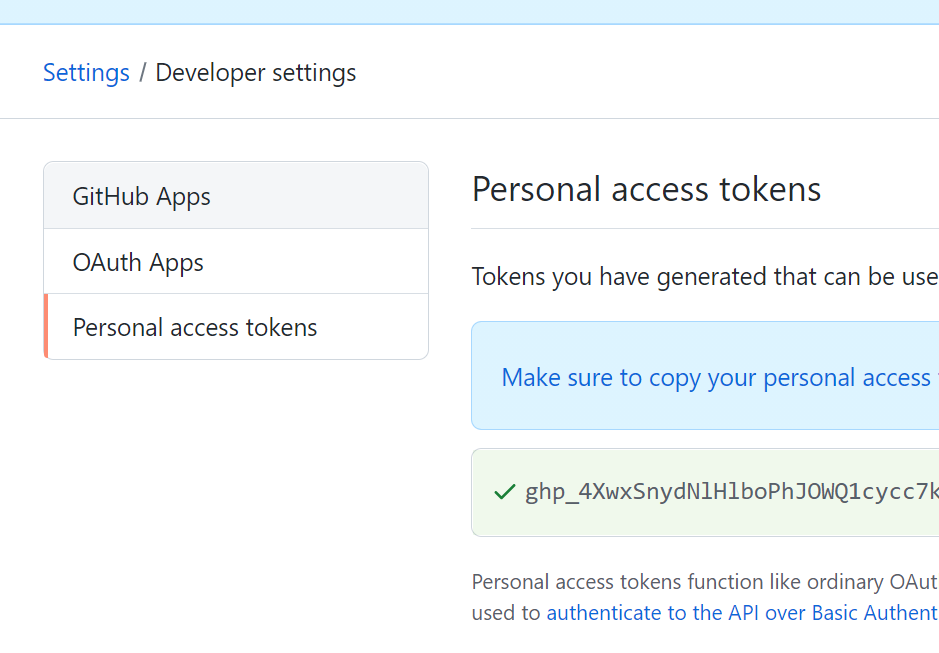 Settings / Developer settings
GitHub Apps
OAuth Apps
Personal access tokens
Personal access tokens
Tokens you have generated that can be use
Make sure to copy your personal access
ghp_4XwxSnydNlHlboPhJOWQ1cycc7k
Personal access tokens function like ordinary OAut
used to authenticate to the API over Basic Authent